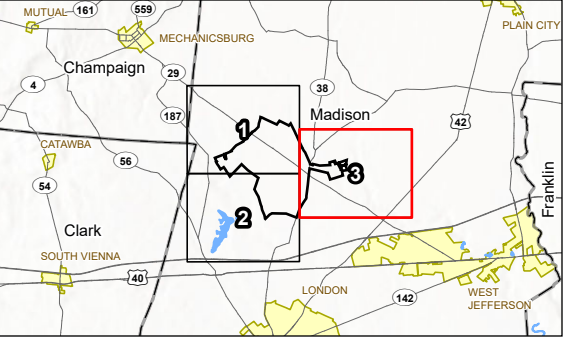 MUTUAL
161
559
PLAIN CITY
MECHANICSBURG
Champaign
29
4
38
187
Madison
1
42
CATAWBA
56
3
54
Franklin
2
Clark
SOUTH VIENNA
40
LONDON
142
WEST
JEFFERSON